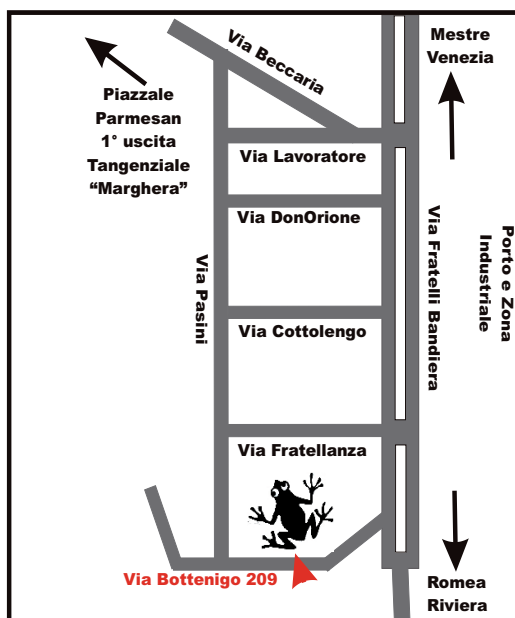 Via Beccaria
Mestre
Venezia
Piazzale
Parmesan
1° uscita
Tangenziale
“Marghera”
Via Lavoratore
Via DonOrione
Via Pasini
Via Fratelli Bandiera
Porto e Zona
Industriale
Via Cottolengo
Via Fratellanza
Via Bottenigo 209
Romea
Riviera